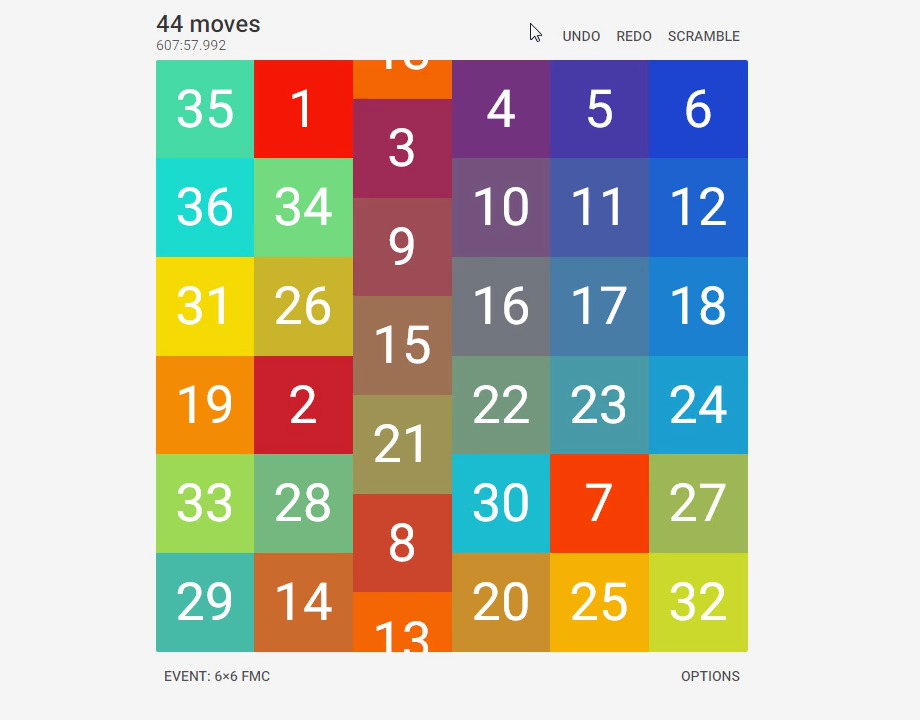 44 moves
607:57.992
UNDO REDO SCRAMBLE
13
35 1 4 5 6
3
36 34 10 11 12
9
31 26 16 17 18
15
19 2 22 23 24
21
33 28 30 7 27
8
29 14 20 25 32
13
EVENT: 6×6 FMC OPTIONS